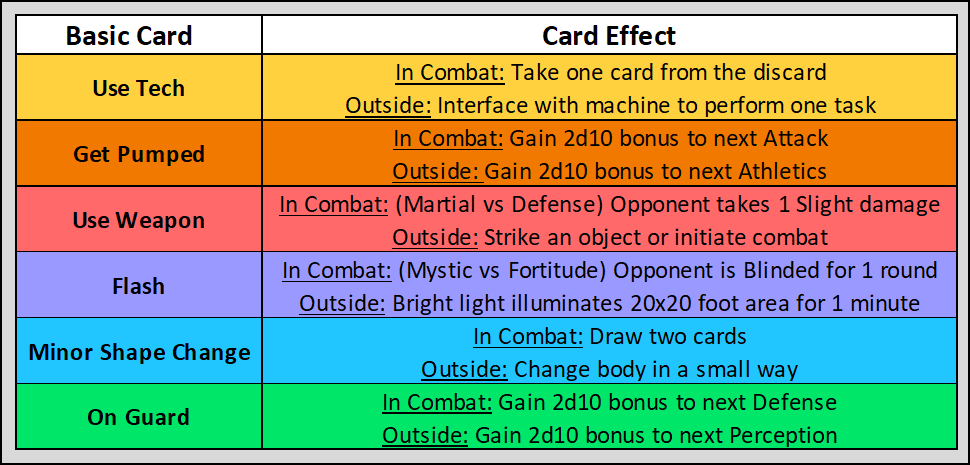 Basic Card
Card Effect
Use Tech
In Combat: Take one card from the discard
Outside: Interface with machine to perform one task
Get Pumped
In Combat: Gain 2d10 bonus to next Attack
Outside: Gain 2d10 bonus to next Athletics
Use Weapon
In Combat: (Martial vs Defense) Opponent takes 1 Slight damage
Outside: Strike an object or initiate combat
Flash
In Combat: (Mystic vs Fortitude) Opponent is Blinded for 1 round
Outside: Bright light illuminates 20x20 foot area for 1 minute
Minor Shape Change
In Combat: Draw two cards
Outside: Change body in a small way
On Guard
In Combat: Gain 2d10 bonus to next Defense
Outside: Gain 2d10 bonus to next Perception